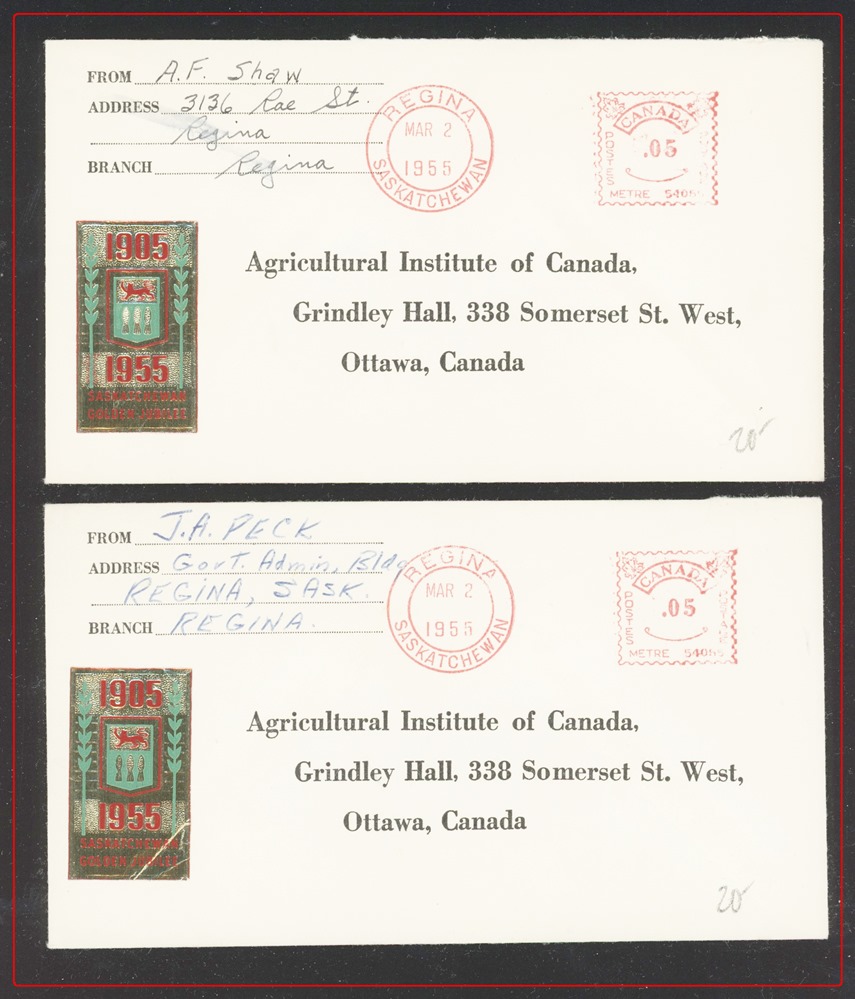 FROM A.F. Shaw
ADDRESS 3136 Rae St.
Regina
BRANCH Regina
REGINA
MAR 2
1955
SASKATCHEWAN
CANADA
.05
POSTES
METRE 5405
1905
1955
SASKATCHEWAN
GOLDEN JUBILEE
Agricultural Institute of Canada,
Grindley Hall, 338 Somerset St. West,
Ottawa, Canada
20
FROM J.A. PECK
ADDRESS Govt. Admin, Bldg
REGINA, SASK.
BRANCH REGINA.
REGINA
MAR 2
1955
SASKATCHEWAN
CANADA
.05
POSTES
METRE 5405
1905
1955
SASKATCHEWAN
GOLDEN JUBILEE
Agricultural Institute of Canada,
Grindley Hall, 338 Somerset St. West,
Ottawa, Canada
20